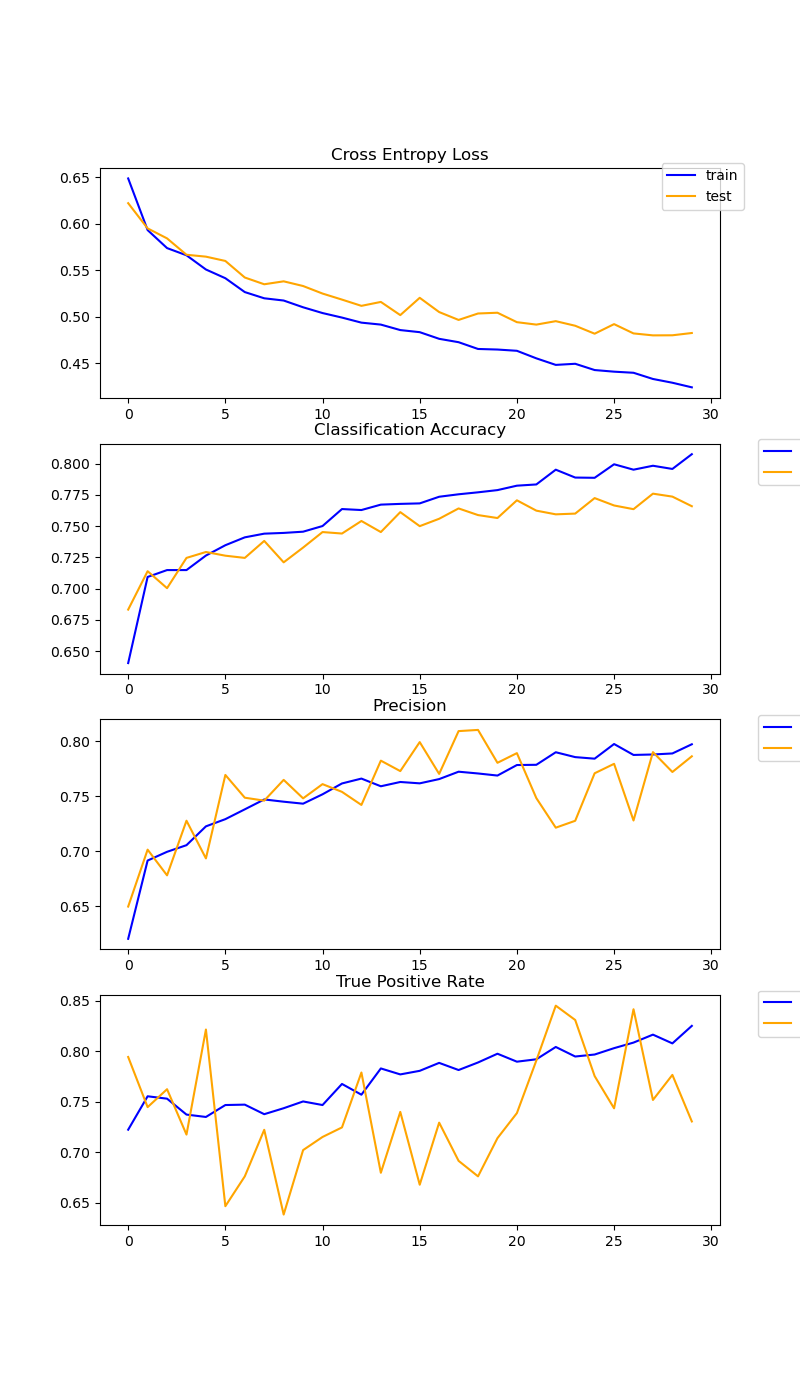 Cross Entropy Loss
train
test
0.65
0.60
0.55
0.50
0.45
0 5 10 15 20 25 30
Classification Accuracy
0.800
0.775
0.750
0.725
0.700
0.675
0.650
0 5 10 15 20 25 30
Precision
0.80
0.75
0.70
0.65
0 5 10 15 20 25 30
True Positive Rate
0.85
0.80
0.75
0.70
0.65
0 5 10 15 20 25 30